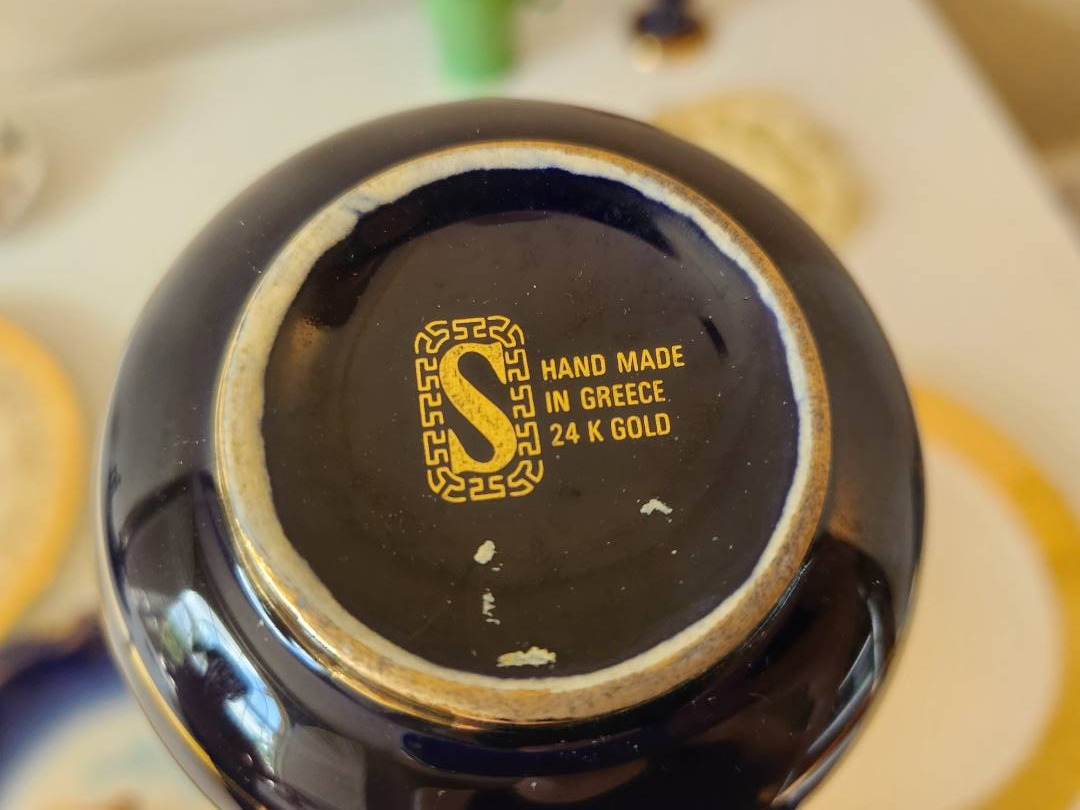 S
HAND MADE
IN GREECE
24 K GOLD